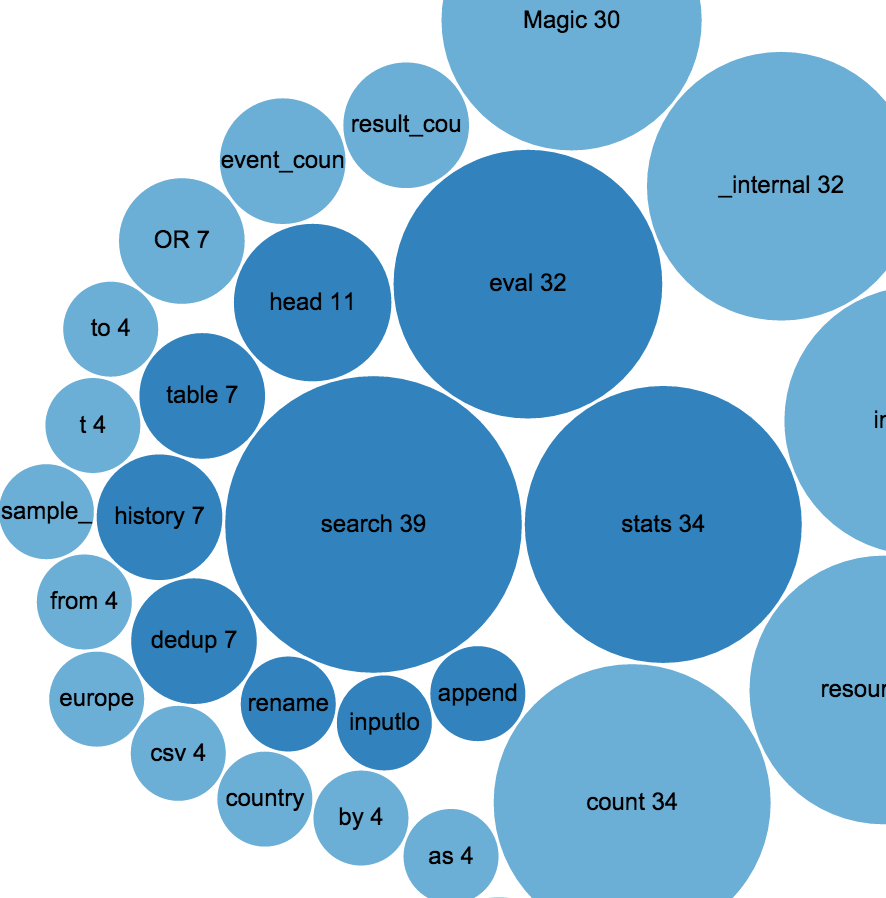 Magic 30
result_cou
event_coun
_internal 32
OR 7
eval 32
head 11
to 4
table 7
t 4
in
sample_
history 7
search 39
stats 34
from 4
dedup 7
europe
rename
inputlo
append
resour
csv 4
country
by 4
count 34
as 4